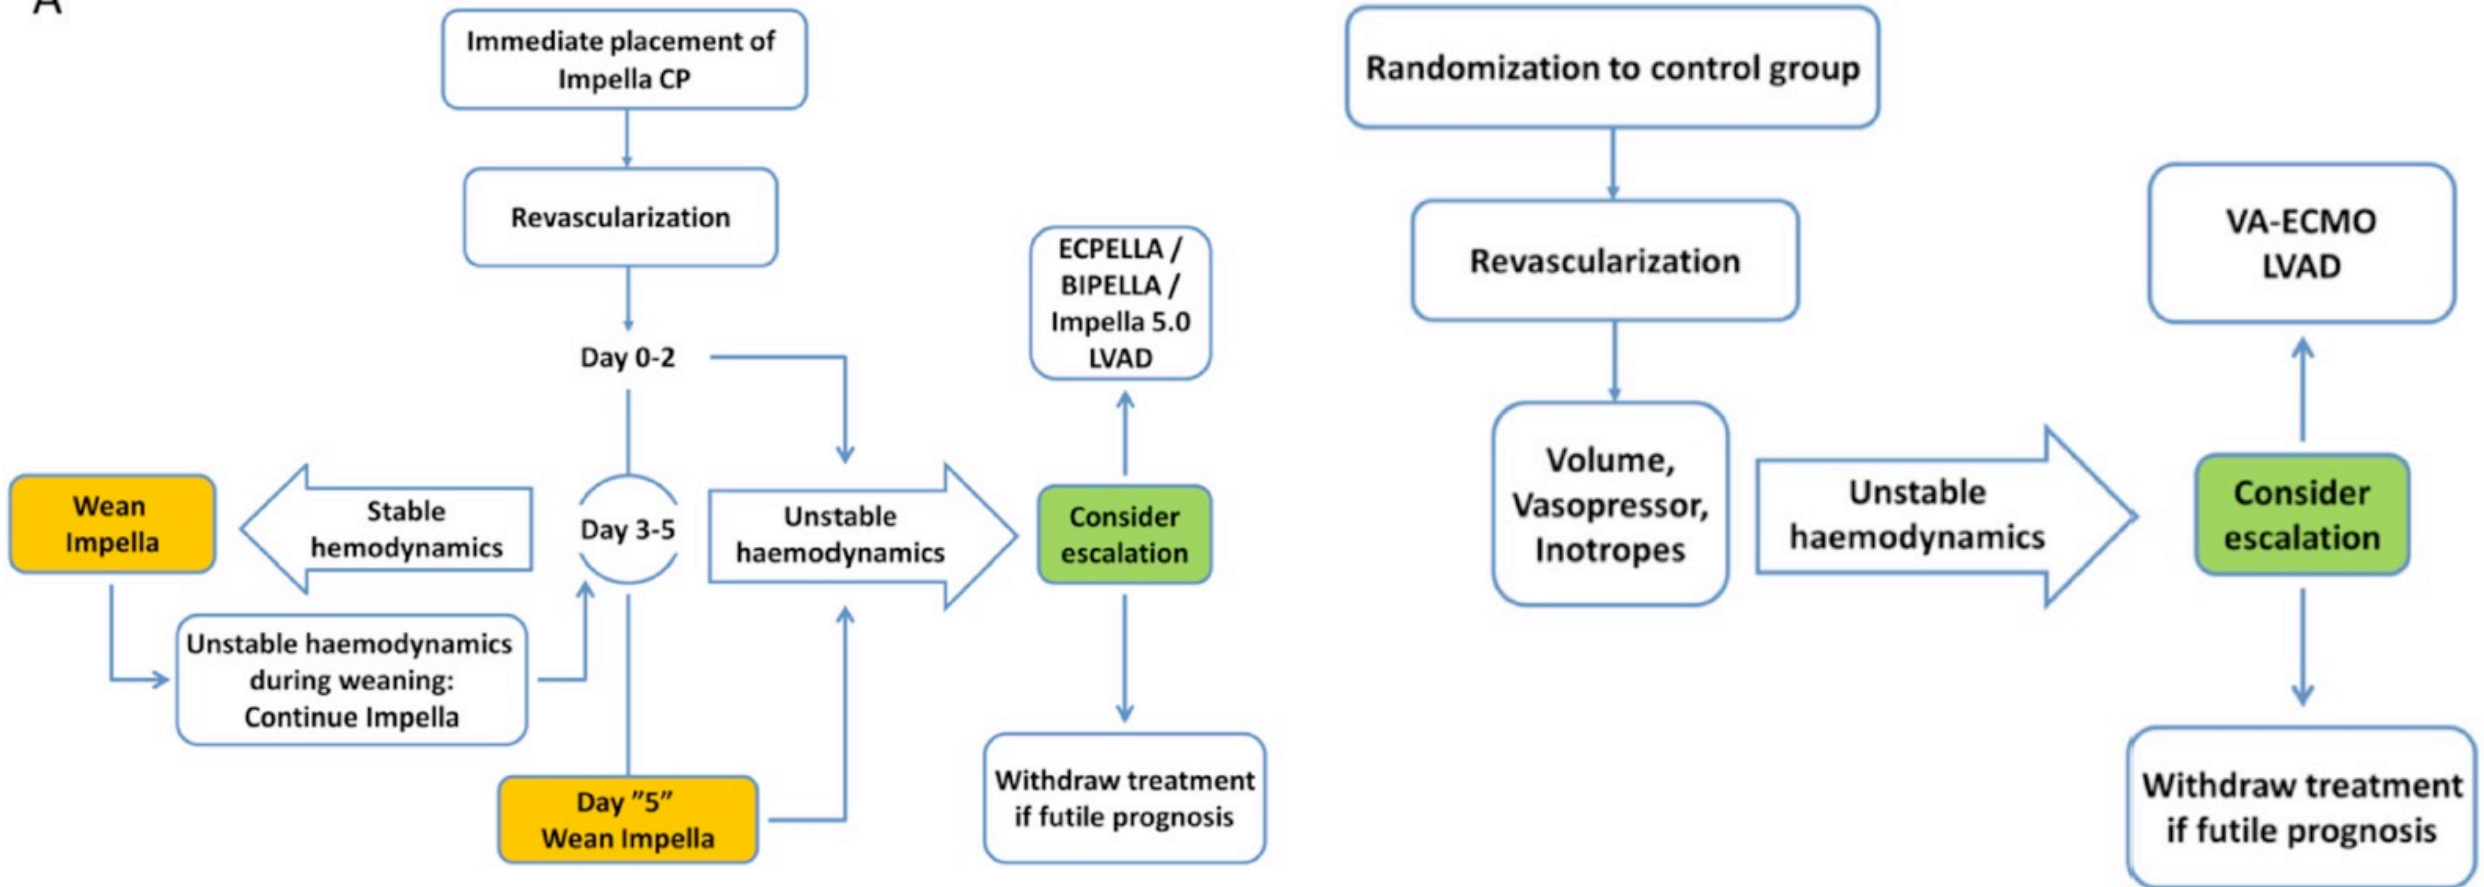 A
Immediate placement of
Impella CP
Revascularization
Day 0-2
Day 3-5
Stable
hemodynamics
Wean
Impella
Unstable haemodynamics
during weaning:
Continue Impella
Day ”5”
Wean Impella
Unstable
haemodynamics
Consider
escalation
ECPELLA /
BIPELLA /
Impella 5.0
LVAD
Withdraw treatment
if futile prognosis
Randomization to control group
Revascularization
Volume,
Vasopressor,
Inotropes
Unstable
haemodynamics
Consider
escalation
VA-ECMO
LVAD
Withdraw treatment
if futile prognosis